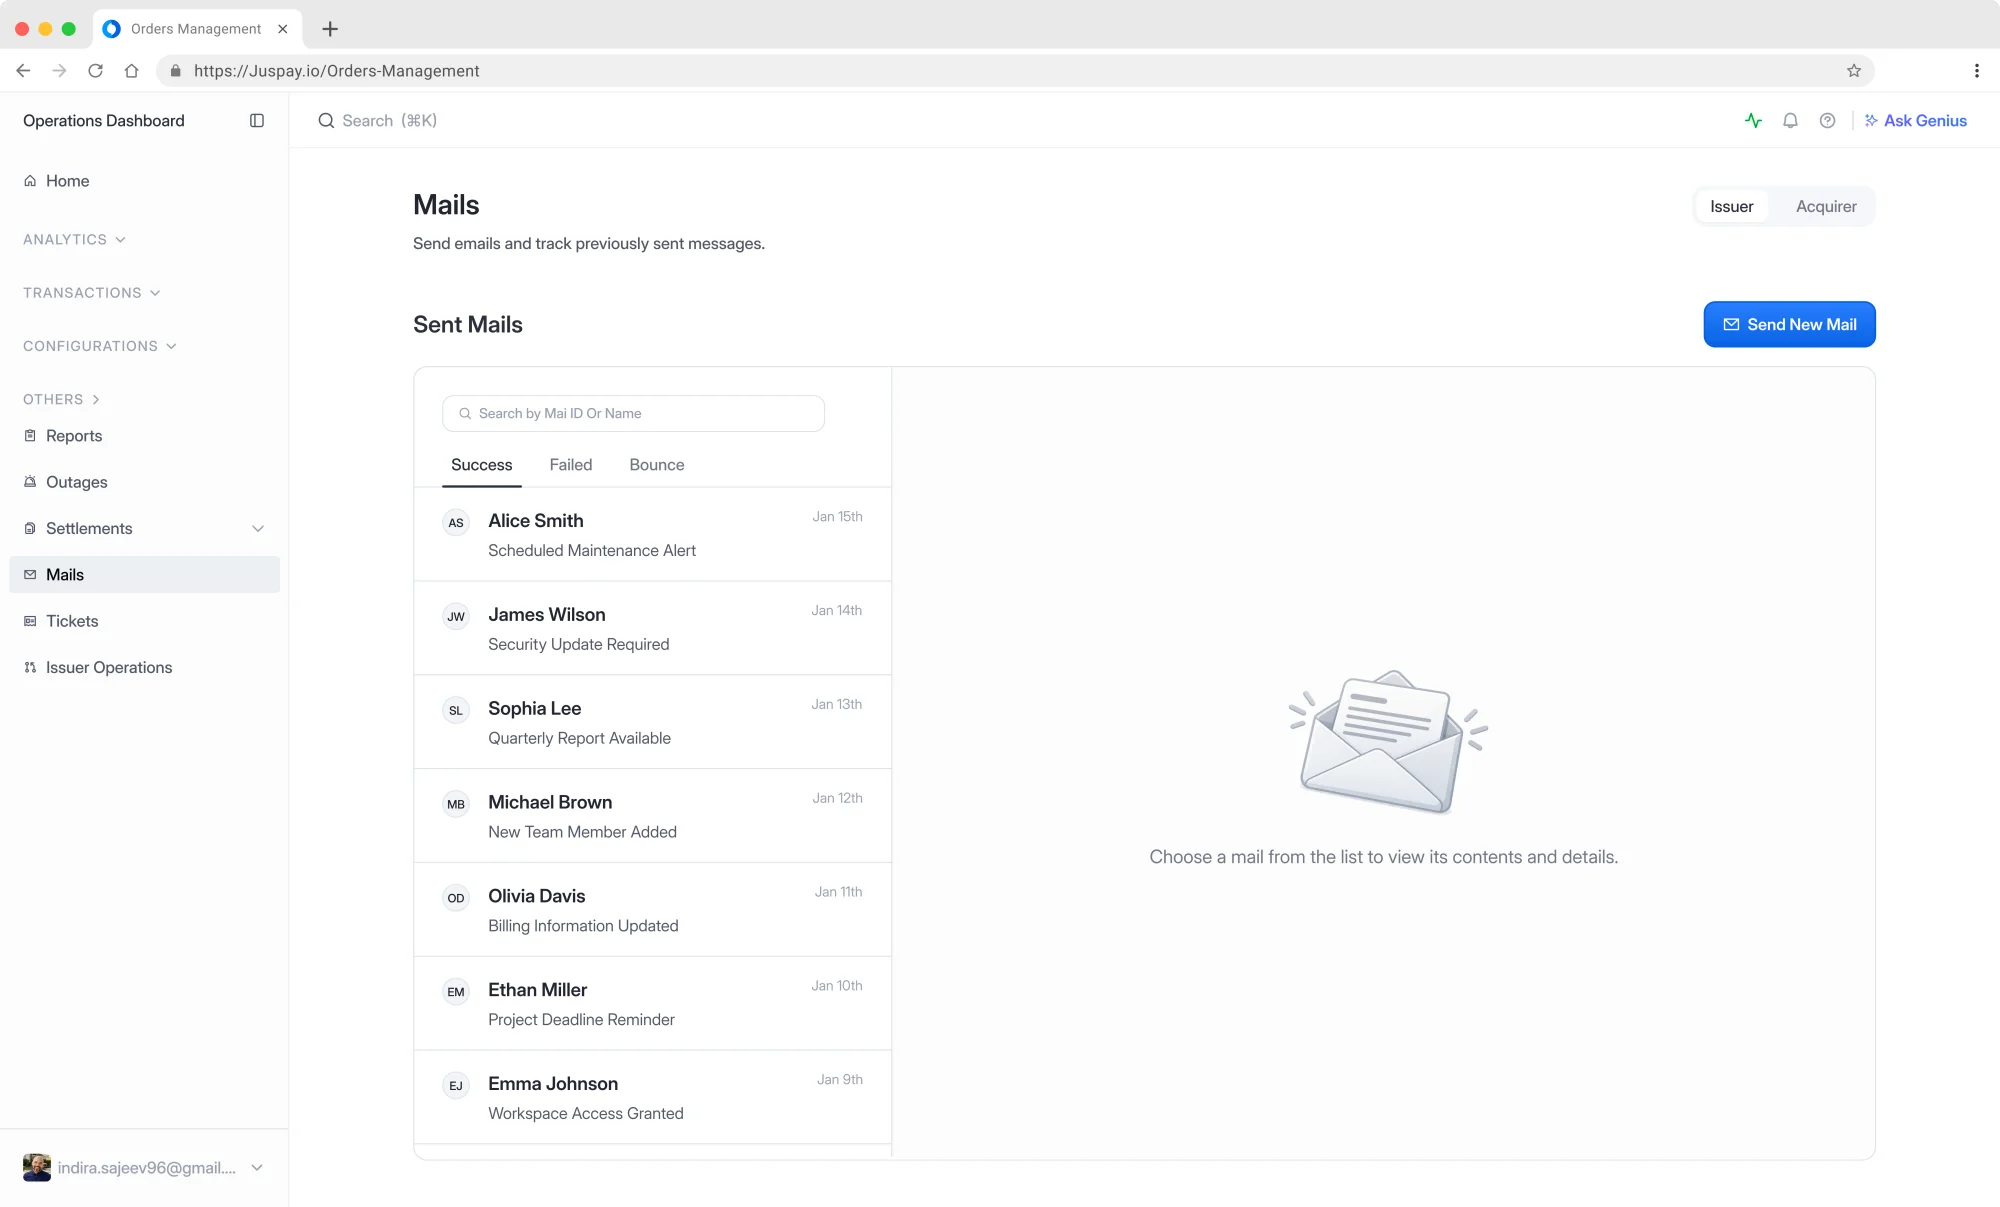 Orders Management
https://Juspay.io/Orders-Management
Operations Dashboard
Search (⌘K)
Ask Genius
Home
ANALYTICS
TRANSACTIONS
CONFIGURATIONS
OTHERS
Reports
Outages
Settlements
Mails
Tickets
Issuer Operations
indira.sajeev96@gmail....
Mails
Send emails and track previously sent messages.
Issuer
Acquirer
Sent Mails
Send New Mail
Search by Mai ID Or Name
Success Failed Bounce
AS
Alice Smith
Jan 15th
Scheduled Maintenance Alert
JW
James Wilson
Jan 14th
Security Update Required
SL
Sophia Lee
Jan 13th
Quarterly Report Available
MB
Michael Brown
Jan 12th
New Team Member Added
OD
Olivia Davis
Jan 11th
Billing Information Updated
EM
Ethan Miller
Jan 10th
Project Deadline Reminder
EJ
Emma Johnson
Jan 9th
Workspace Access Granted
Choose a mail from the list to view its contents and details.